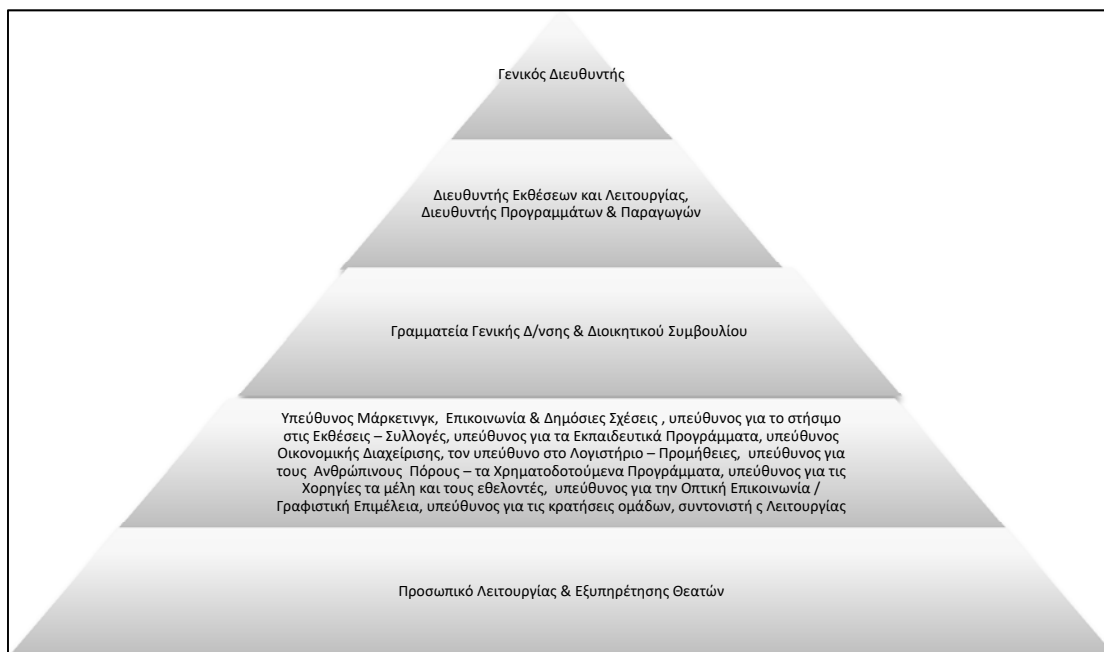 Γενικός Διευθυντής
Διευθυντής Εκθέσεων και Λειτουργίας,
Διευθυντής Προγραμμάτων & Παραγωγών
Γραμματεία Γενικής Δ/νσης & Διοικητικού Συμβουλίου
Υπεύθυνος Μάρκετινγκ, Επικοινωνία & Δημόσιες Σχέσεις , υπεύθυνος για το στήσιμο
στις Εκθέσεις – Συλλογές, υπεύθυνος για τα Εκπαιδευτικά Προγράμματα, υπεύθυνος
Οικονομικής Διαχείρισης, τον υπεύθυνο στο Λογιστήριο – Προμήθειες, υπεύθυνος για
τους Ανθρώπινους Πόρους – τα Χρηματοδοτούμενα Προγράμματα, υπεύθυνος για τις
Χορηγίες τα μέλη και τους εθελοντές, υπεύθυνος για την Οπτική Επικοινωνία /
Γραφιστική Επιμέλεια, υπεύθυνος για τις κρατήσεις ομάδων, συντονιστή ς Λειτουργίας
Προσωπικό Λειτουργίας & Εξυπηρέτησης Θεατών